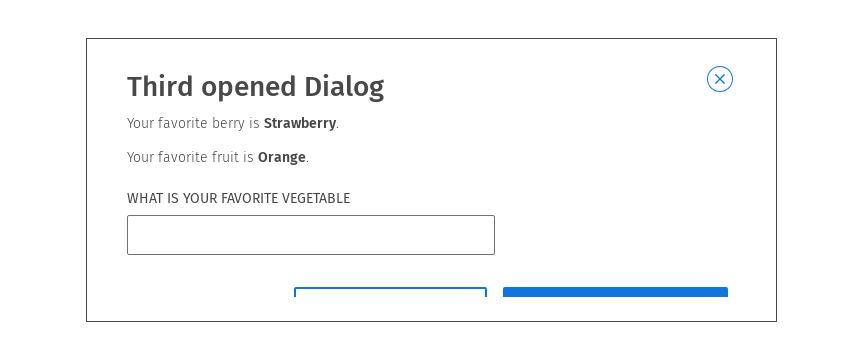 Third opened Dialog
Your favorite berry is Strawberry.
Your favorite fruit is Orange.
WHAT IS YOUR FAVORITE VEGETABLE